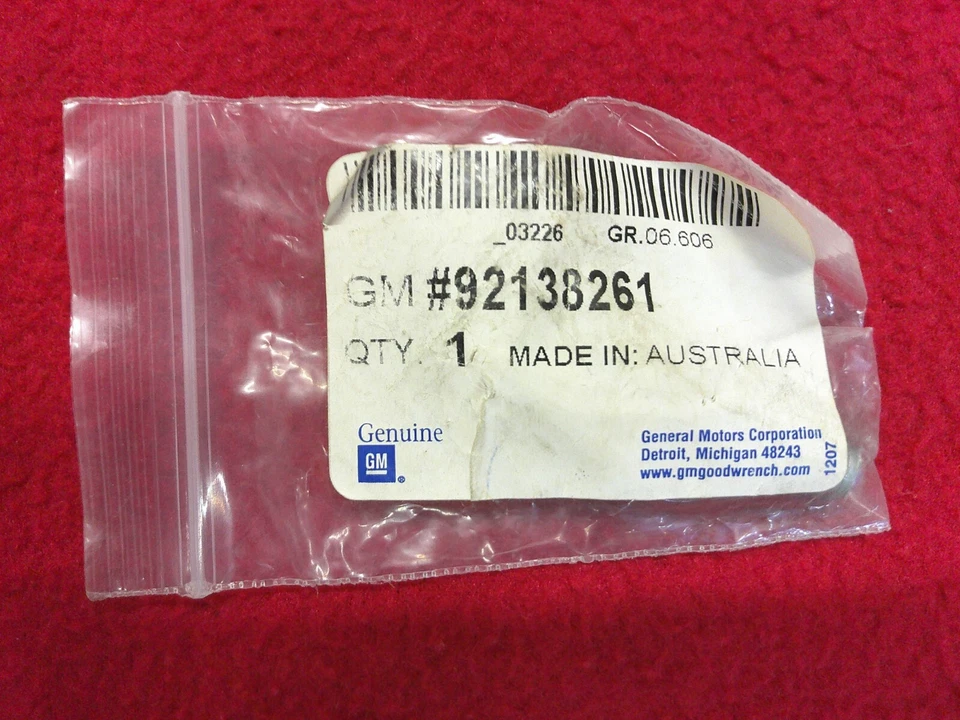 _03226 GR.06.606
GM #92138261
QTY. 1 MADE IN: AUSTRALIA
Genuine
GM
®
General Motors Corporation
Detroit, Michigan 48243
www.gmgoodwrench.com
1207